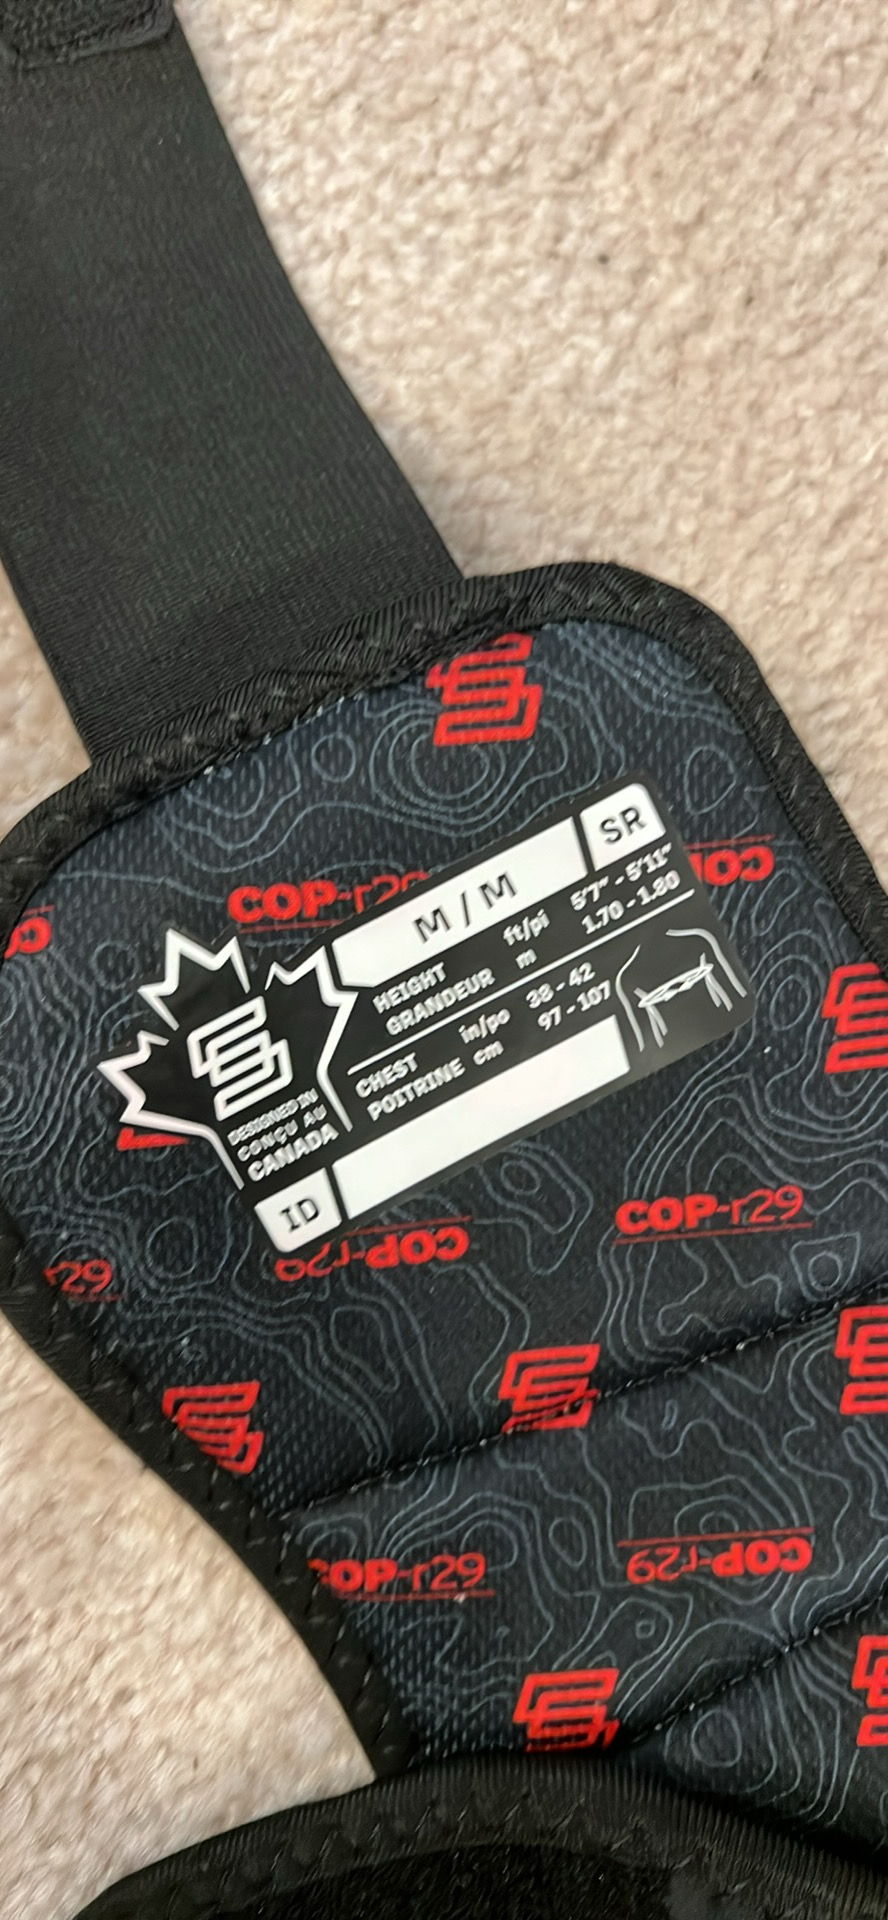 COP-r29
COP
M / M
SR
HEIGHT ft/pi 5'7" - 5'11"
GRANDEUR m 1.70 - 1.80
CHEST in/po 38 - 42
POITRINE cm 97 - 107
DESIGNED IN
CONÇU AU
CANADA
ID
COP-r29
COP-r29
r29
COP-r29
COP-r29